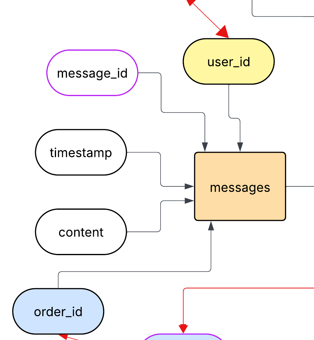 user_id
message_id
timestamp
messages
content
order_id